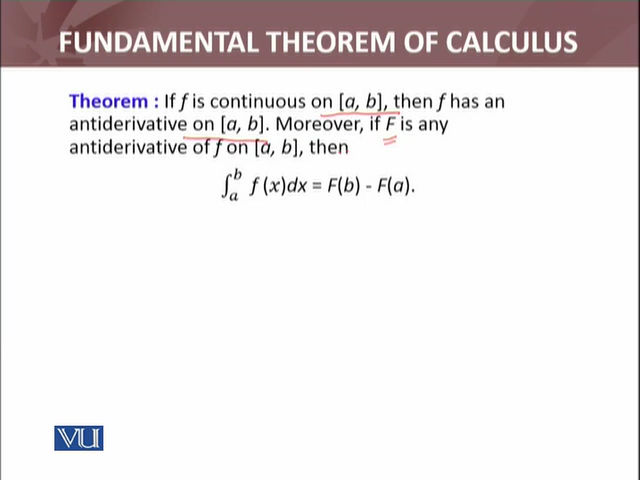 FUNDAMENTAL THEOREM OF CALCULUS
Theorem : If f is continuous on [a, b], then f has an
antiderivative on [a, b]. Moreover, if F is any
antiderivative of f on [a, b], then
∫ₐᵇ f (x)dx = F(b) - F(a).
VU